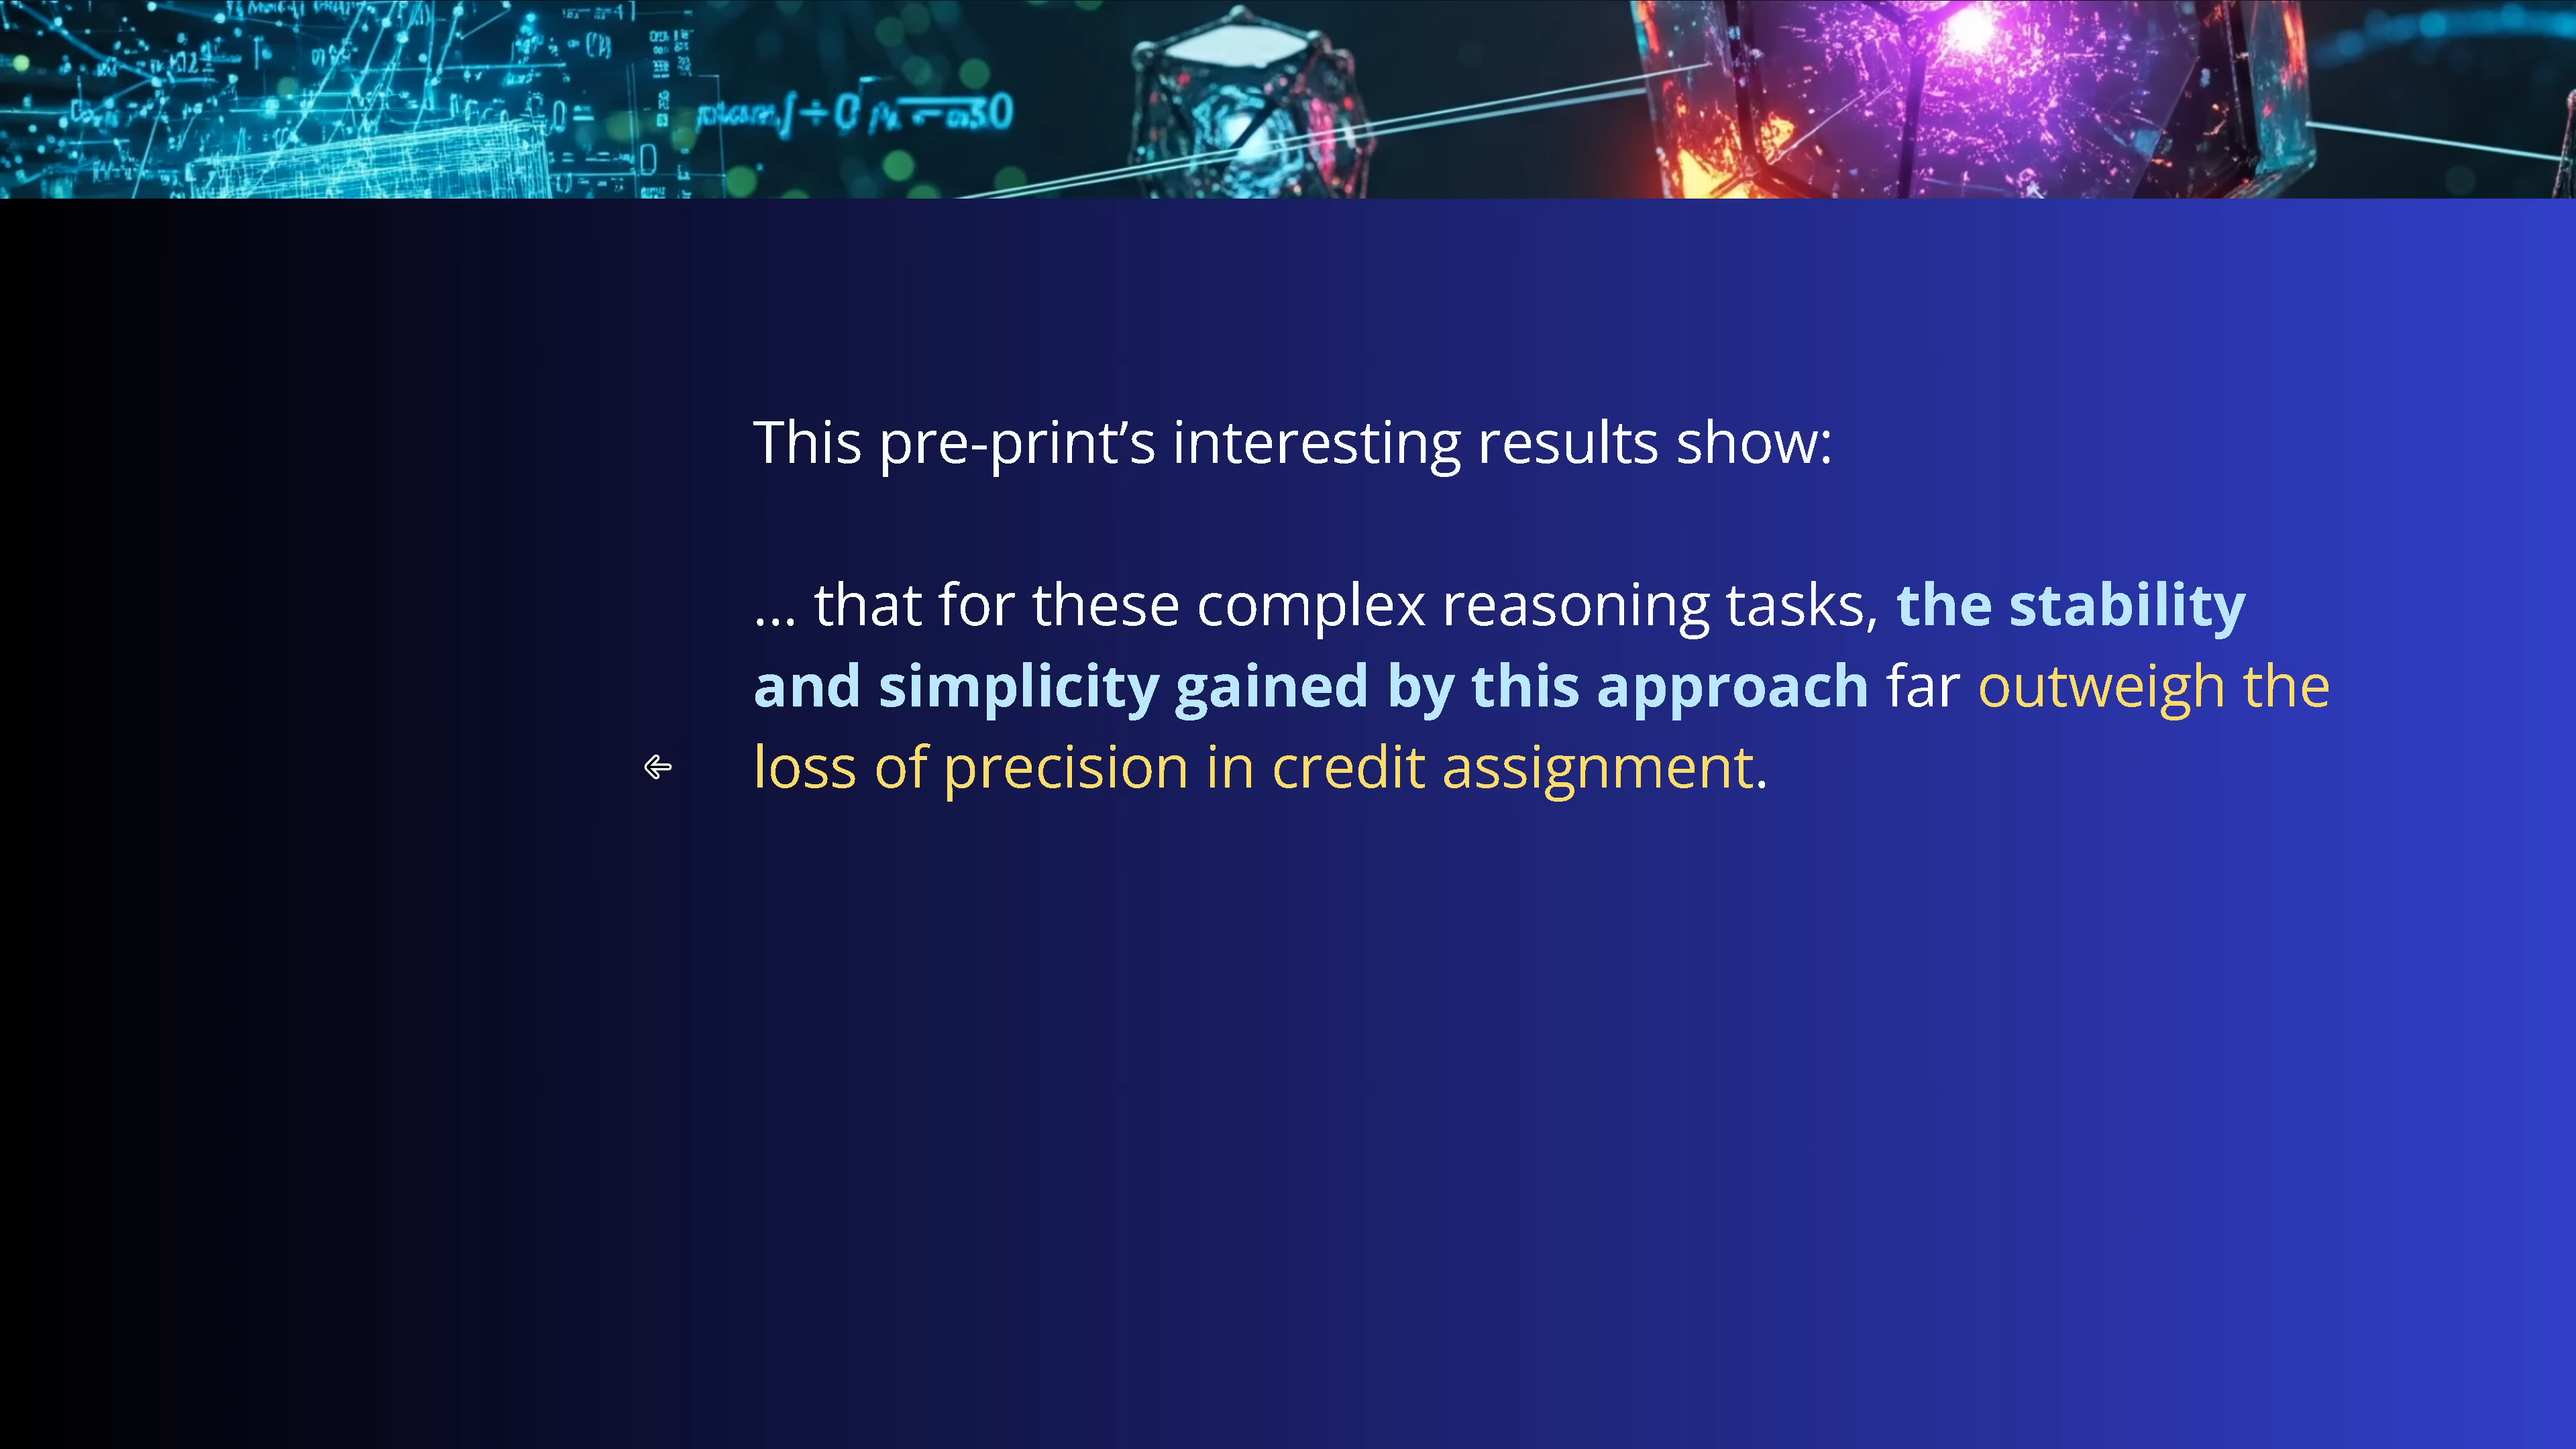 This pre-print’s interesting results show:
... that for these complex reasoning tasks, the stability
and simplicity gained by this approach far outweigh the
loss of precision in credit assignment.